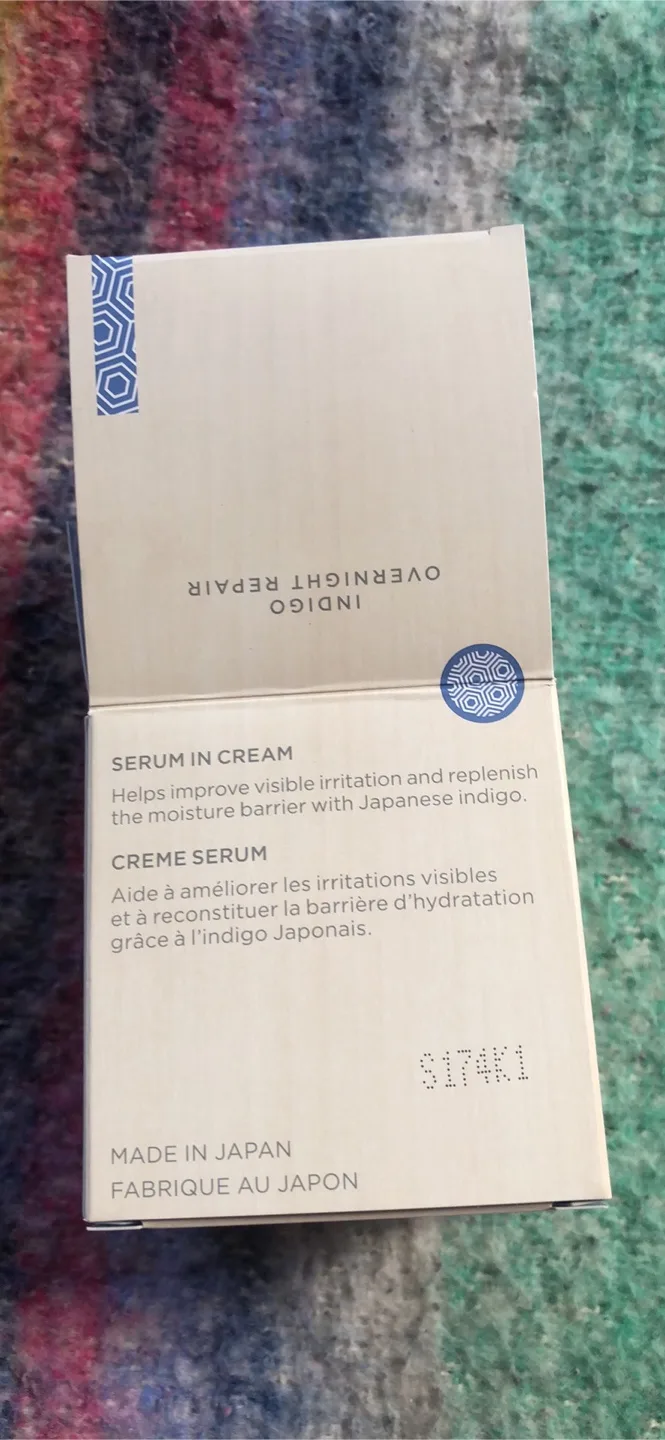 INDIGO
OVERNIGHT REPAIR
SERUM IN CREAM
Helps improve visible irritation and replenish
the moisture barrier with Japanese indigo.
CREME SERUM
Aide à améliorer les irritations visibles
et à reconstituer la barrière d'hydratation
grâce à l'indigo Japonais.
S174K1
MADE IN JAPAN
FABRIQUE AU JAPON